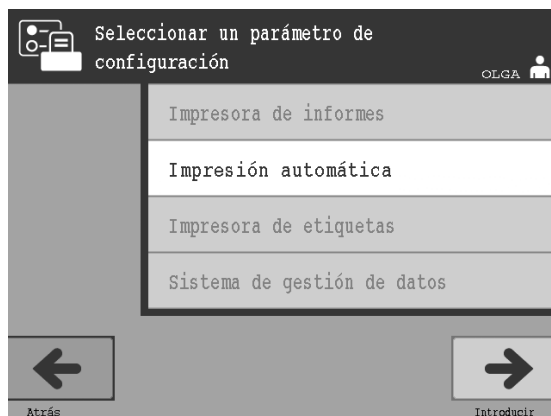 Seleccionar un parámetro de
configuración
OLGA
Impresora de informes
Impresión automática
Impresora de etiquetas
Sistema de gestión de datos
Atrás
Introducir